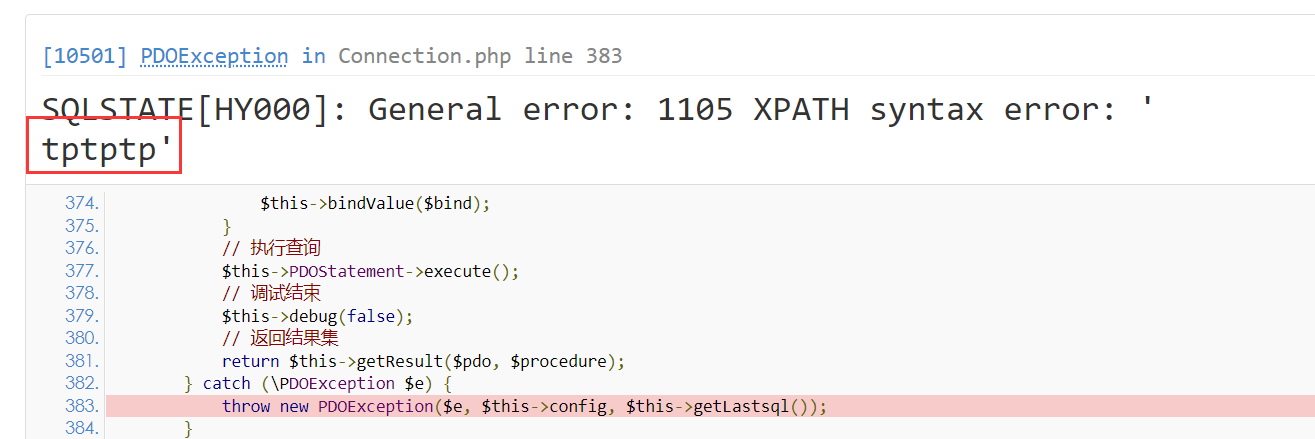 [10501] PDOException in Connection.php line 383
SQLSTATE[HY000]: General error: 1105 XPATH syntax error: '
tptptp'
374. $this->bindValue($bind);
375. }
376. // 执行查询
377. $this->PDOStatement->execute();
378. // 调试结束
379. $this->debug(false);
380. // 返回结果集
381. return $this->getResult($pdo, $procedure);
382. } catch (\PDOException $e) {
383. throw new PDOException($e, $this->config, $this->getLastsql());
384. }